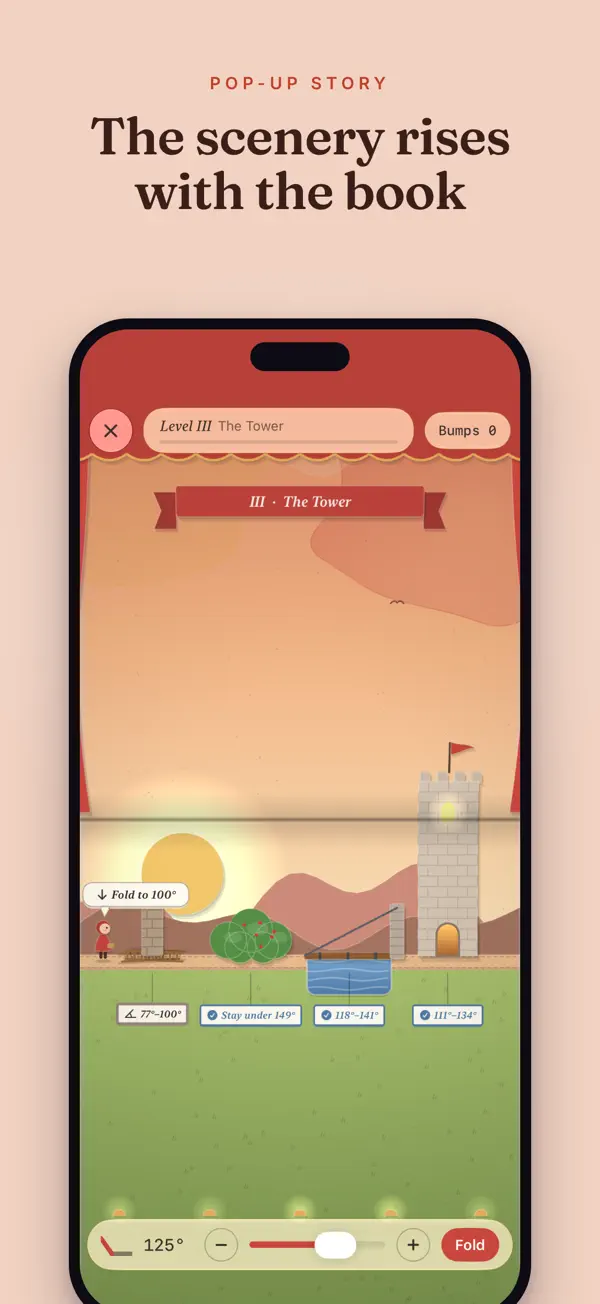 POP-UP STORY
The scenery rises
with the book
Level III The Tower
Bumps 0
III · The Tower
↓ Fold to 100°
77°–100°
Stay under 149°
118°–141°
111°–134°
125°
− +
Fold